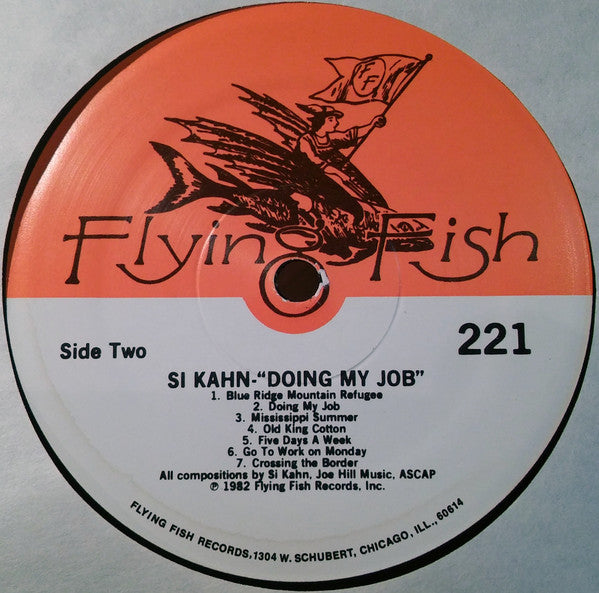 FF
Flying Fish
Side Two
221
SI KAHN-"DOING MY JOB"
1. Blue Ridge Mountain Refugee
2. Doing My Job
3. Mississippi Summer
4. Old King Cotton
5. Five Days A Week
6. Go To Work on Monday
7. Crossing the Border
All compositions by Si Kahn, Joe Hill Music, ASCAP
℗ 1982 Flying Fish Records, Inc.
FLYING FISH RECORDS, 1304 W. SCHUBERT, CHICAGO, ILL., 60614